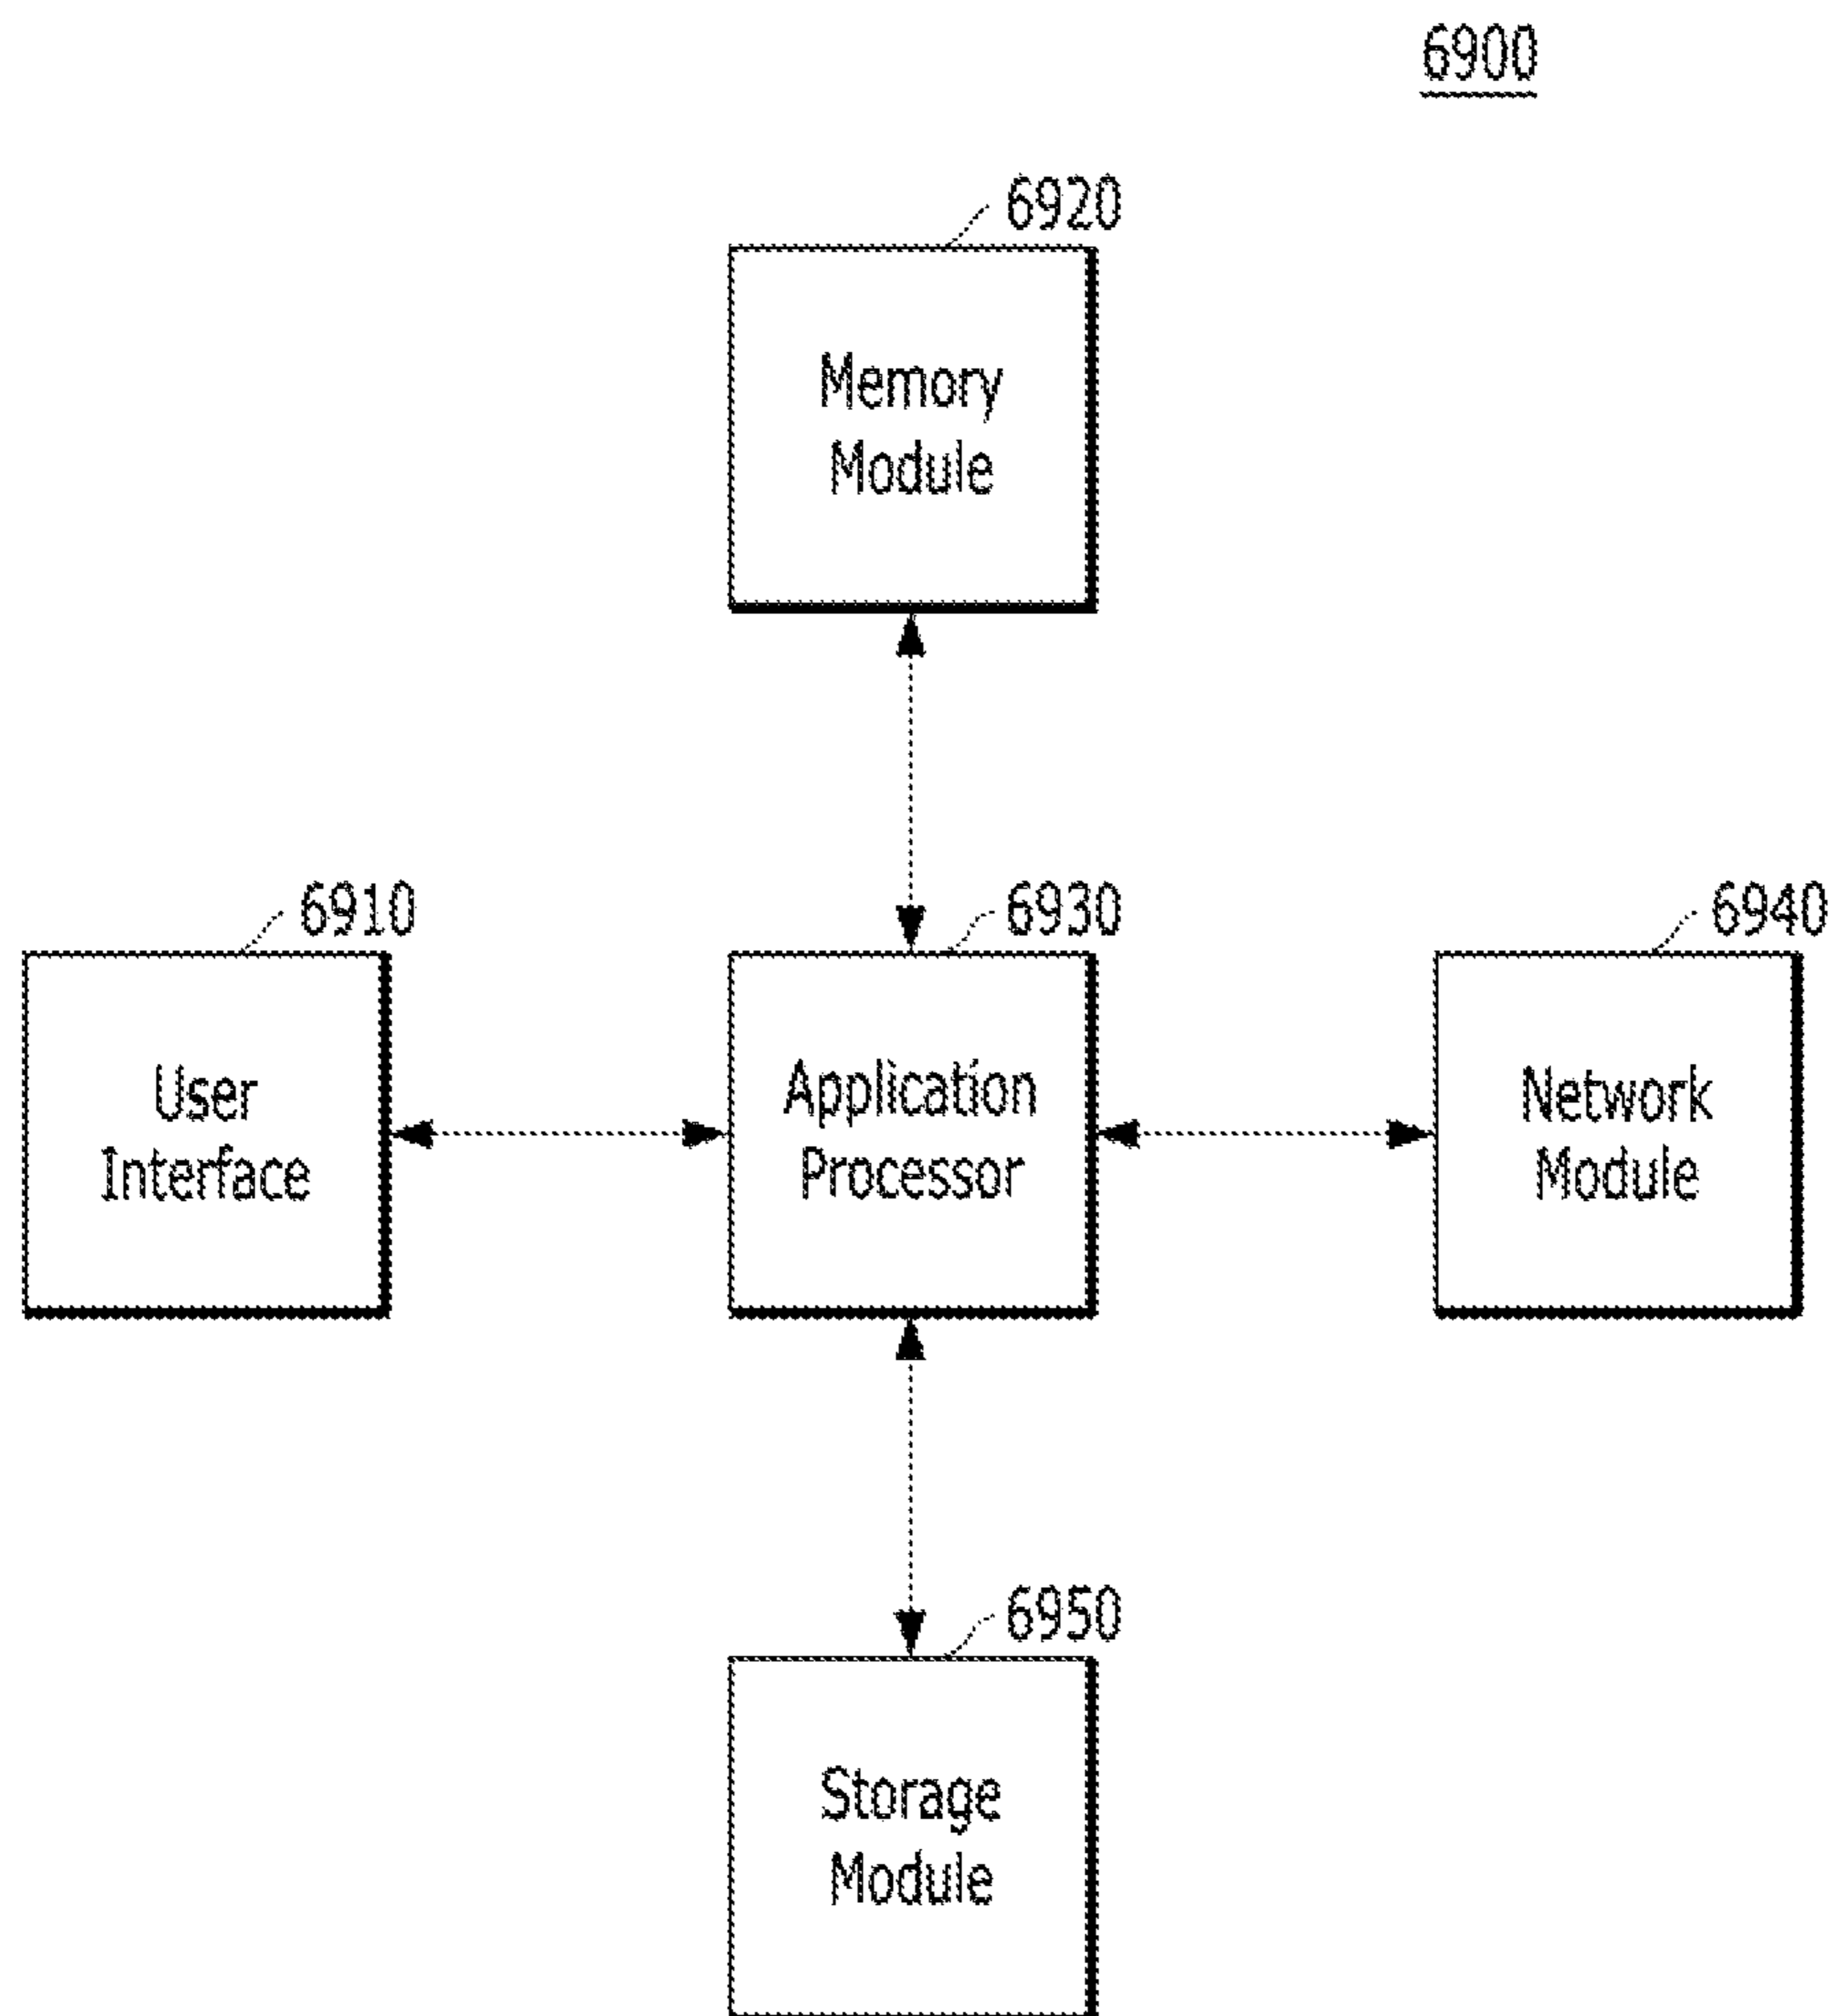 6900
6920
Memory
Module
6910
6930
6940
User
Interface
Application
Processor
Network
Module
6950
Storage
Module